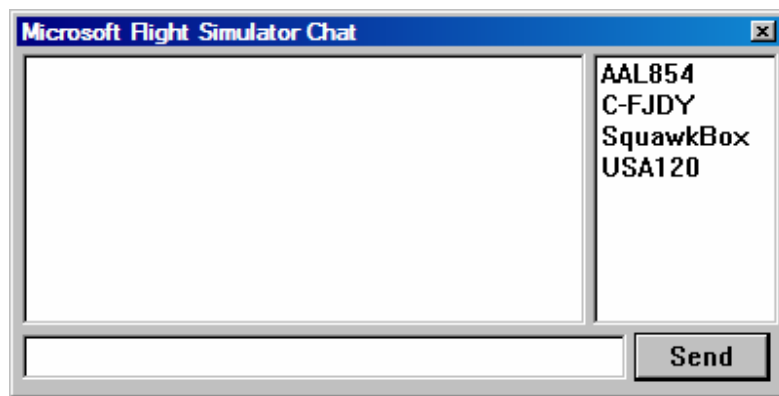 Microsoft Flight Simulator Chat
AAL854
C-FJDY
SquawkBox
USA120
Send